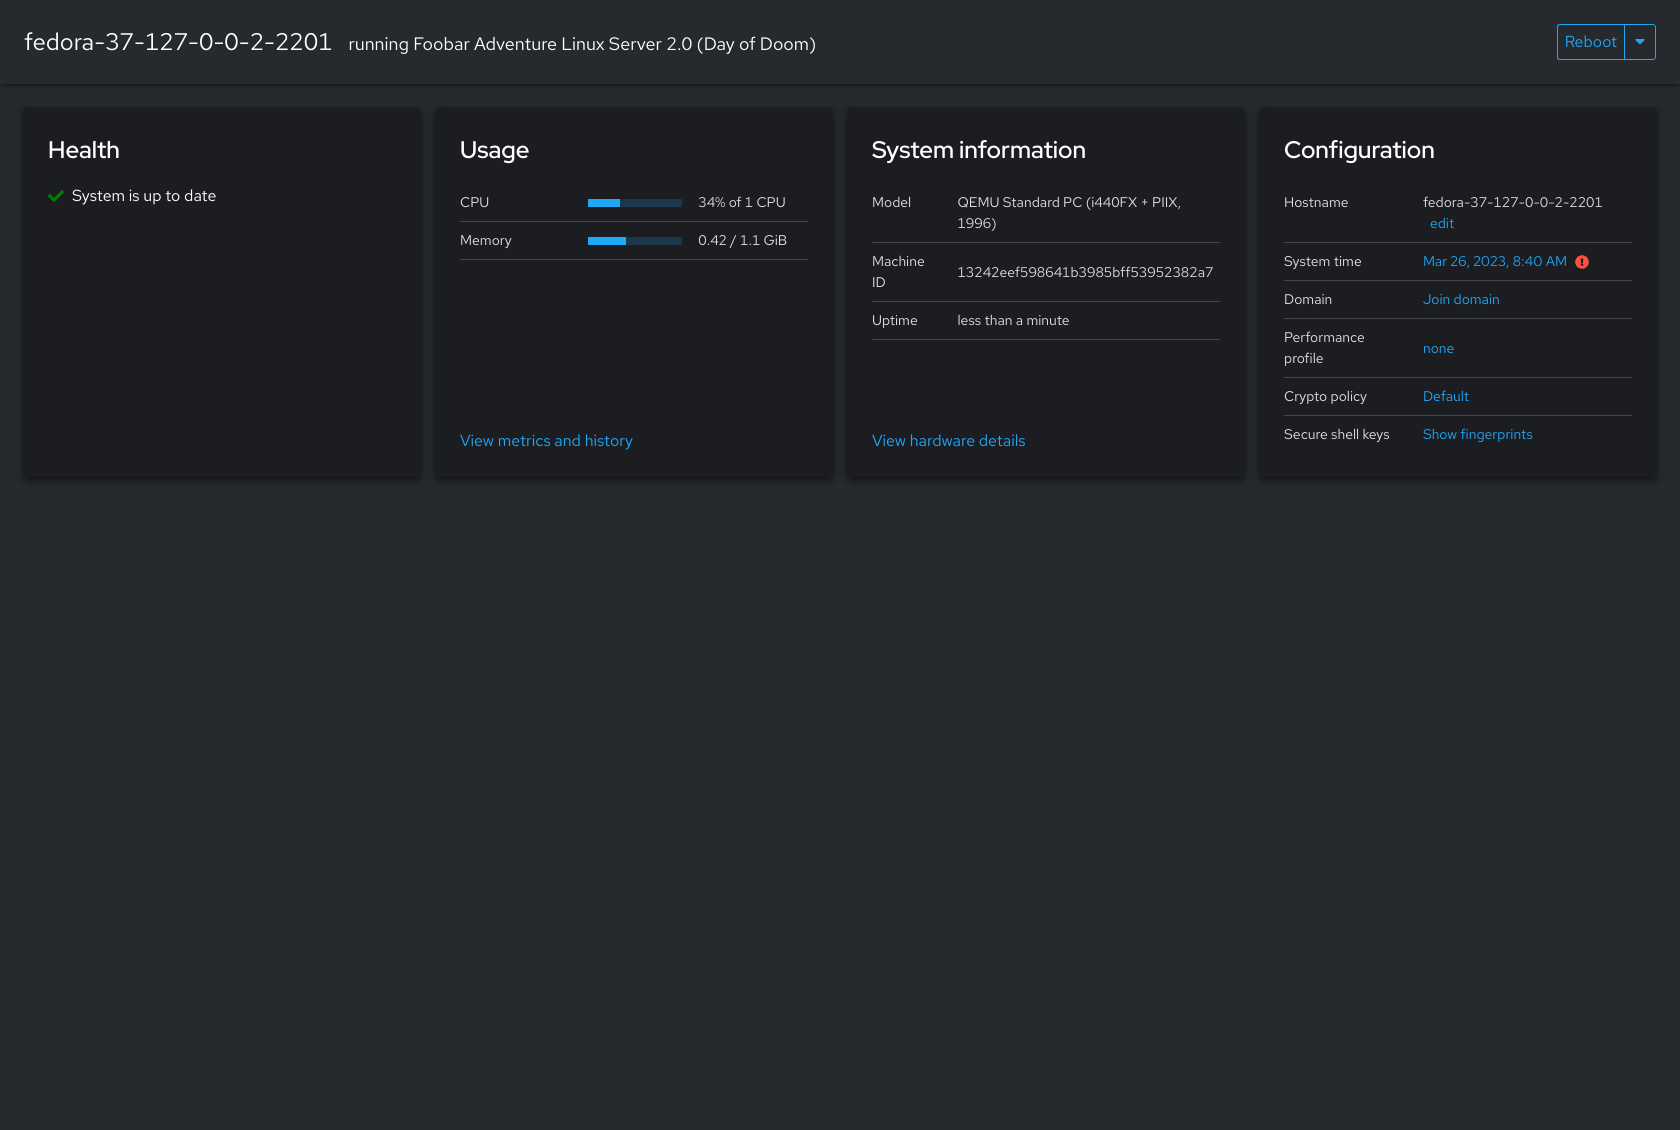 fedora-37-127-0-0-2-2201 running Foobar Adventure Linux Server 2.0 (Day of Doom)
Reboot
Health
System is up to date
Usage
CPU 34% of 1 CPU
Memory 0.42 / 1.1 GiB
View metrics and history
System information
Model QEMU Standard PC (i440FX + PIIX,
1996)
Machine
ID
13242eef598641b3985bff53952382a7
Uptime less than a minute
View hardware details
Configuration
Hostname fedora-37-127-0-0-2-2201
edit
System time Mar 26, 2023, 8:40 AM
Domain Join domain
Performance
profile
none
Crypto policy Default
Secure shell keys Show fingerprints